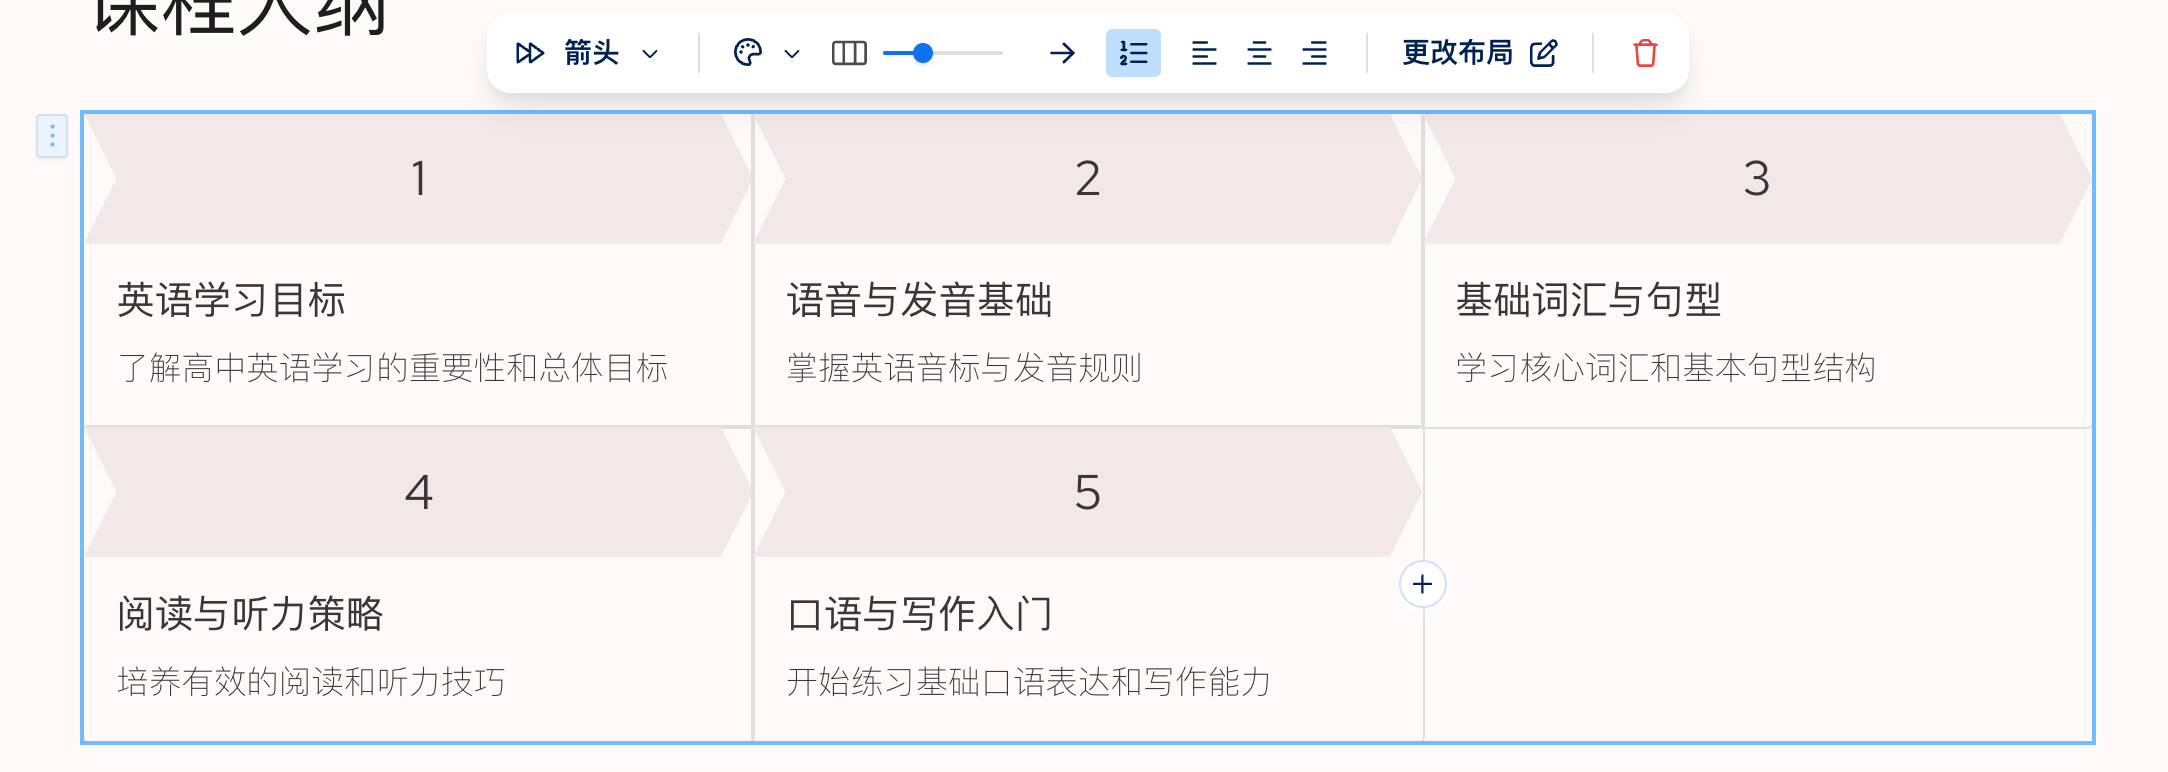 课程大纲
箭头
更改布局
1
2
3
英语学习目标
语音与发音基础
基础词汇与句型
了解高中英语学习的重要性和总体目标
掌握英语音标与发音规则
学习核心词汇和基本句型结构
4
5
阅读与听力策略
口语与写作入门
培养有效的阅读和听力技巧
开始练习基础口语表达和写作能力